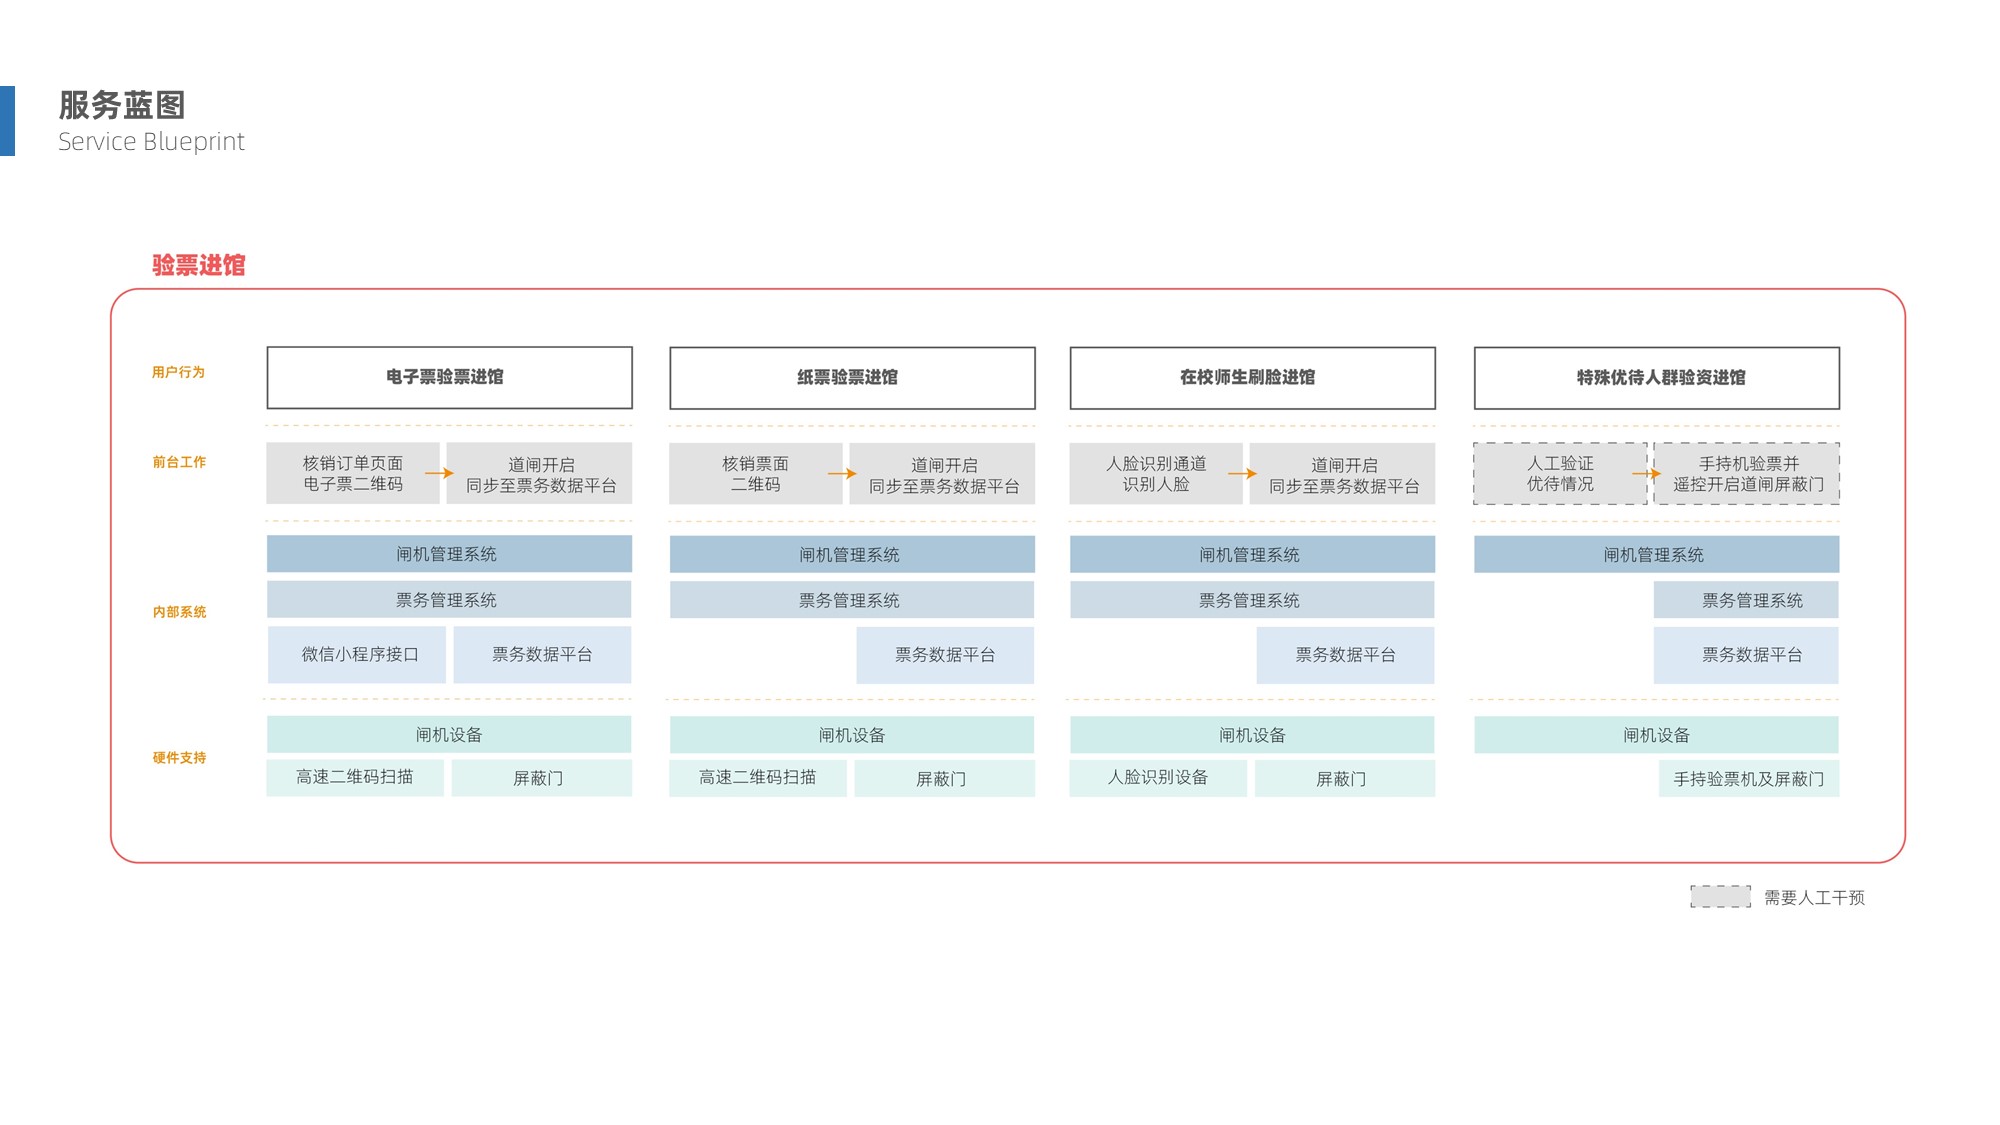 服务蓝图
Service Blueprint
验票进馆
用户行为
电子票验票进馆
纸票验票进馆
在校师生刷脸进馆
特殊优待人群验资进馆
前台工作
核销订单页面
电子票二维码
道闸开启
同步至票务数据平台
核销票面
二维码
道闸开启
同步至票务数据平台
人脸识别通道
识别人脸
道闸开启
同步至票务数据平台
人工验证
优待情况
手持机验票并
遥控开启道闸屏蔽门
内部系统
闸机管理系统
闸机管理系统
闸机管理系统
闸机管理系统
票务管理系统
票务管理系统
票务管理系统
票务管理系统
微信小程序接口
票务数据平台
票务数据平台
票务数据平台
票务数据平台
硬件支持
闸机设备
闸机设备
闸机设备
闸机设备
高速二维码扫描
屏蔽门
高速二维码扫描
屏蔽门
人脸识别设备
屏蔽门
手持验票机及屏蔽门
需要人工干预